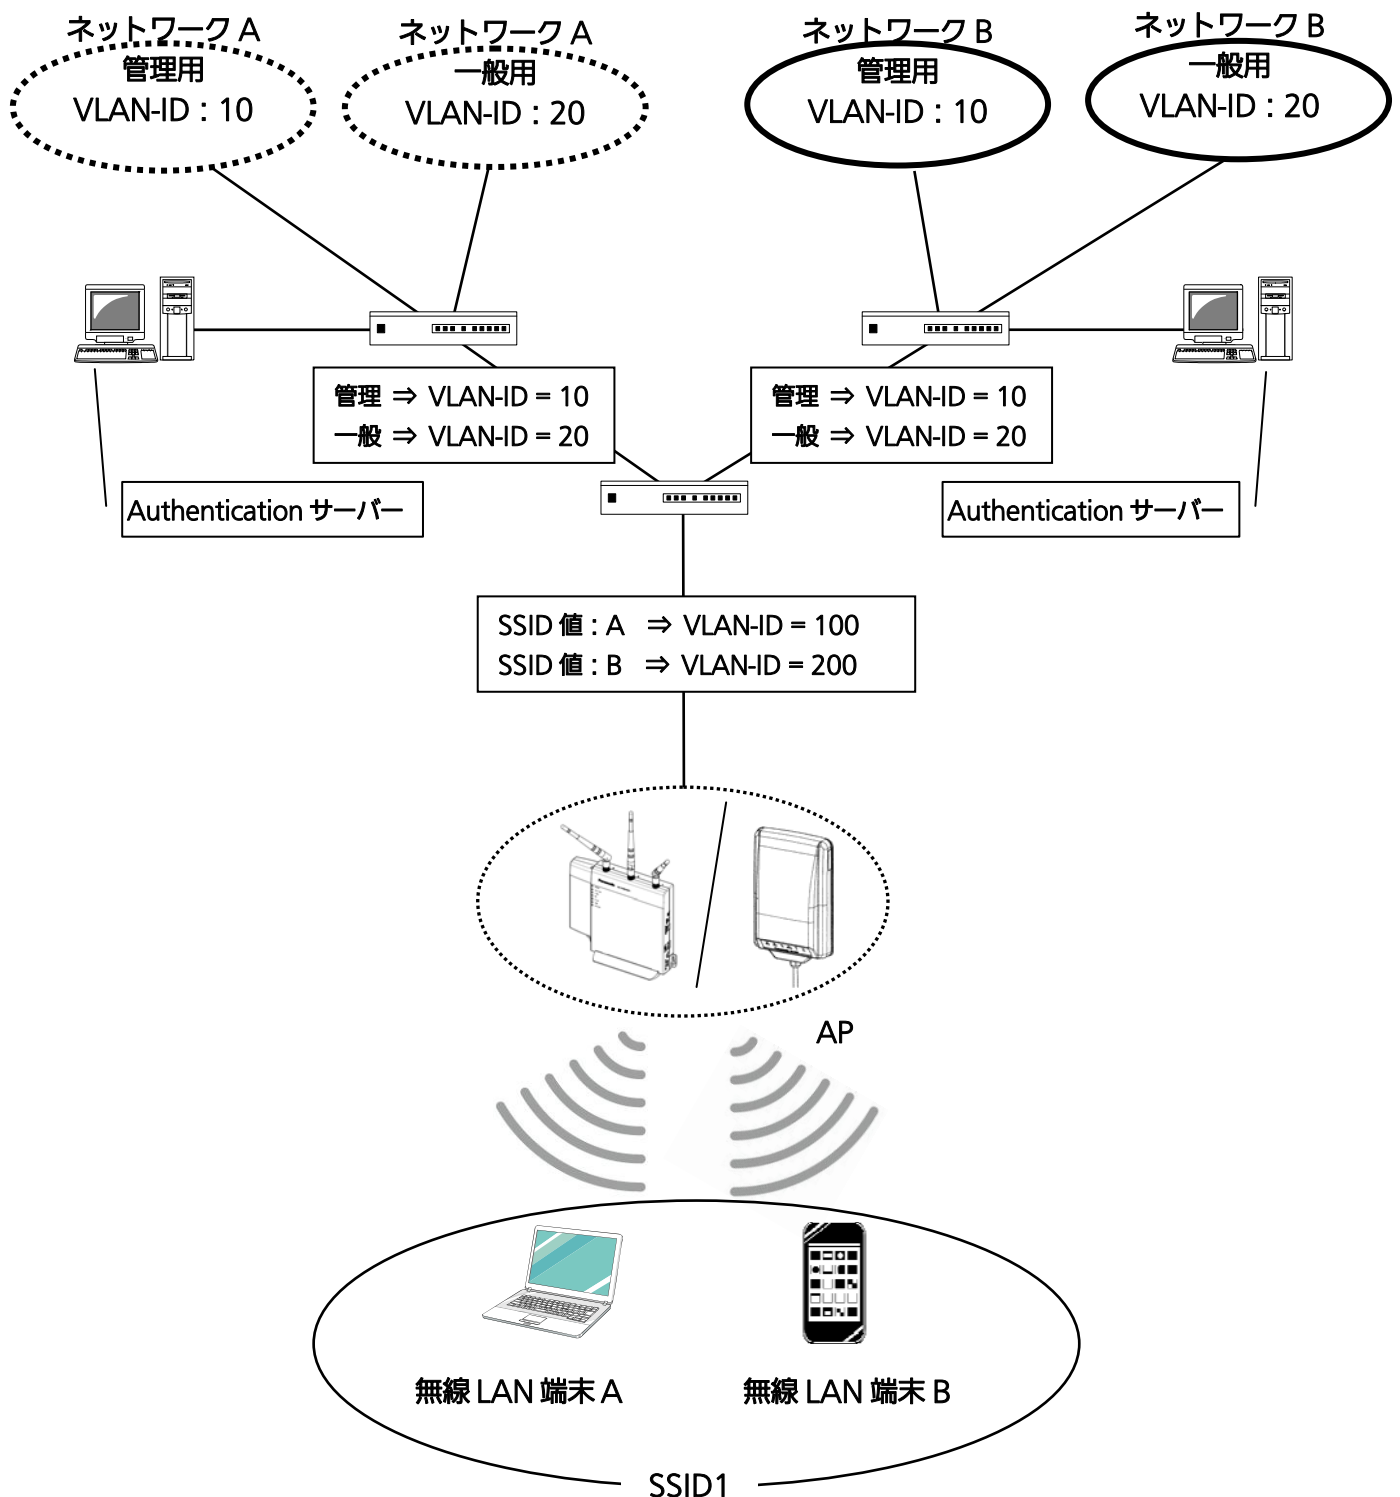 ネットワーク A
管理用
VLAN-ID : 10
ネットワーク A
一般用
VLAN-ID : 20
ネットワーク B
管理用
VLAN-ID : 10
ネットワーク B
一般用
VLAN-ID : 20
管理 ⇒ VLAN-ID = 10
一般 ⇒ VLAN-ID = 20
管理 ⇒ VLAN-ID = 10
一般 ⇒ VLAN-ID = 20
Authentication サーバー
Authentication サーバー
SSID 値 : A ⇒ VLAN-ID = 100
SSID 値 : B ⇒ VLAN-ID = 200
AP
無線 LAN 端末 A
無線 LAN 端末 B
SSID1